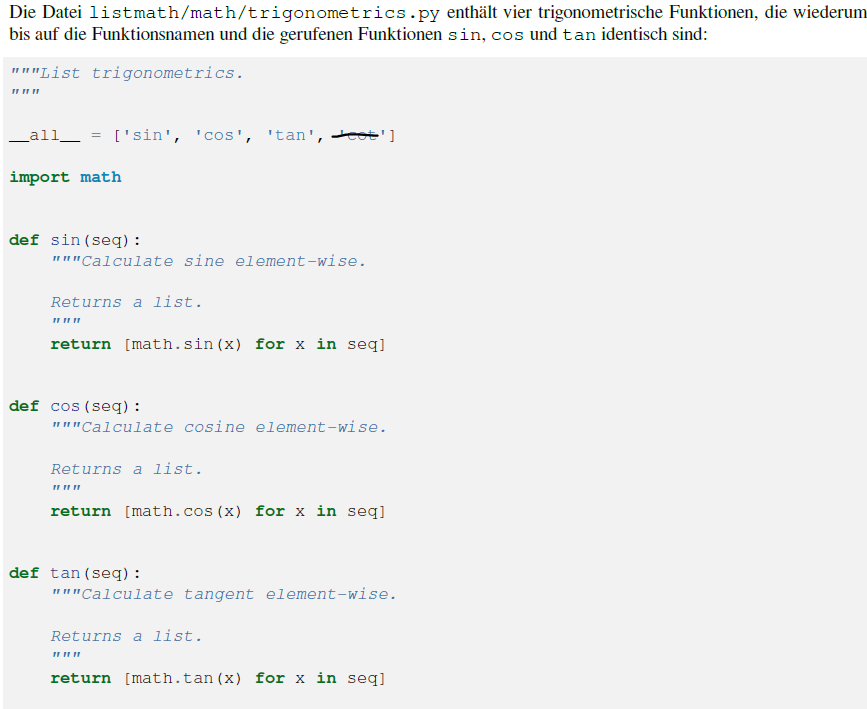 Die Datei listmath/math/trigonometrics.py enthält vier trigonometrische Funktionen, die wiederum
bis auf die Funktionsnamen und die gerufenen Funktionen sin, cos und tan identisch sind:
"""List trigonometrics.
"""
__all__ = ['sin', 'cos', 'tan', 'cot']
import math
def sin(seq):
"""Calculate sine element-wise.
Returns a list.
"""
return [math.sin(x) for x in seq]
def cos(seq):
"""Calculate cosine element-wise.
Returns a list.
"""
return [math.cos(x) for x in seq]
def tan(seq):
"""Calculate tangent element-wise.
Returns a list.
"""
return [math.tan(x) for x in seq]